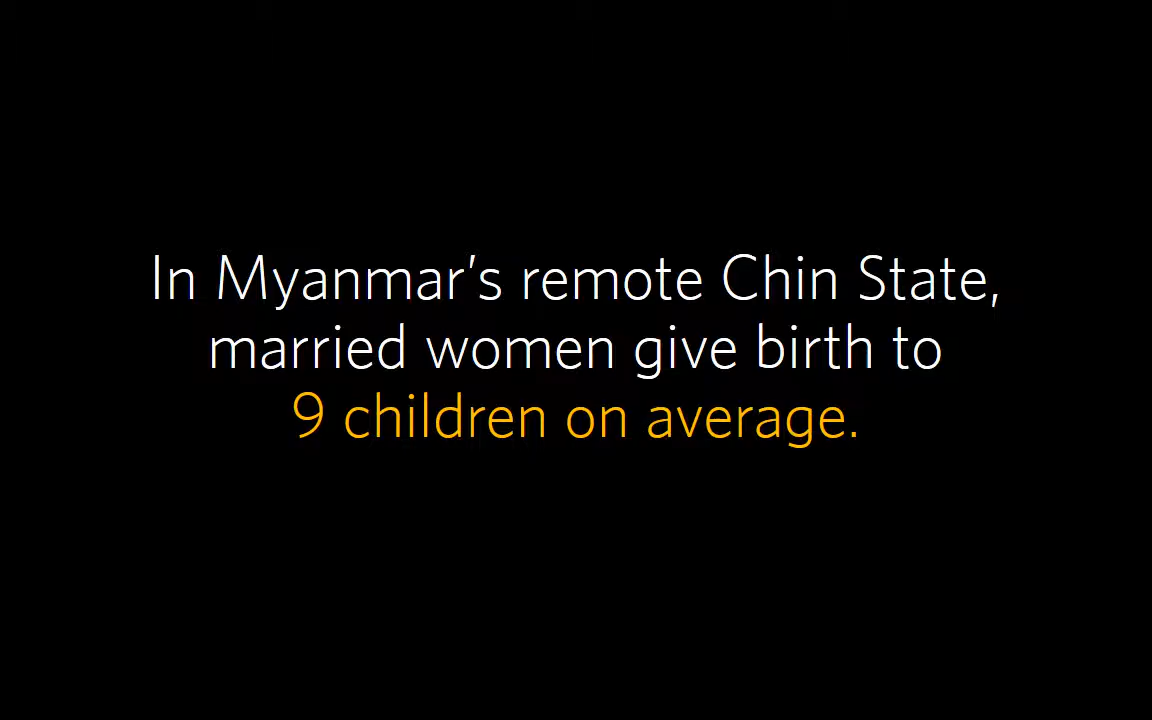 In Myanmar’s remote Chin State,
married women give birth to
9 children on average.